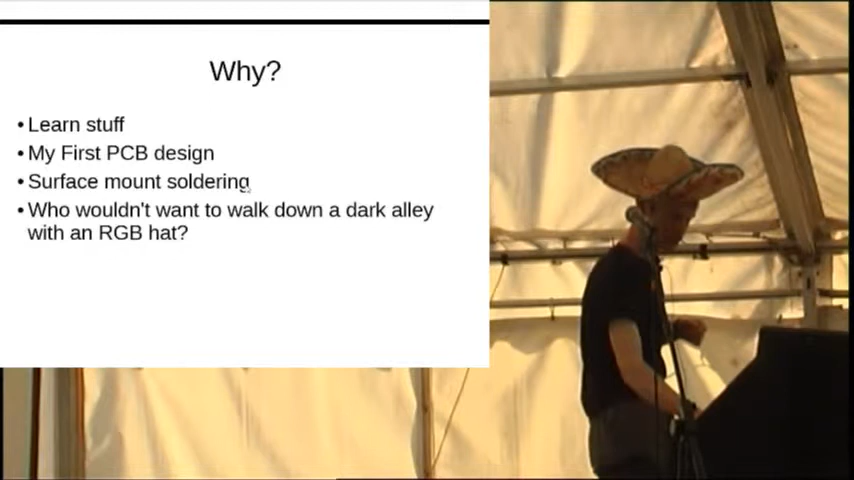 Why?
• Learn stuff
• My First PCB design
• Surface mount soldering
• Who wouldn't want to walk down a dark alley
with an RGB hat?